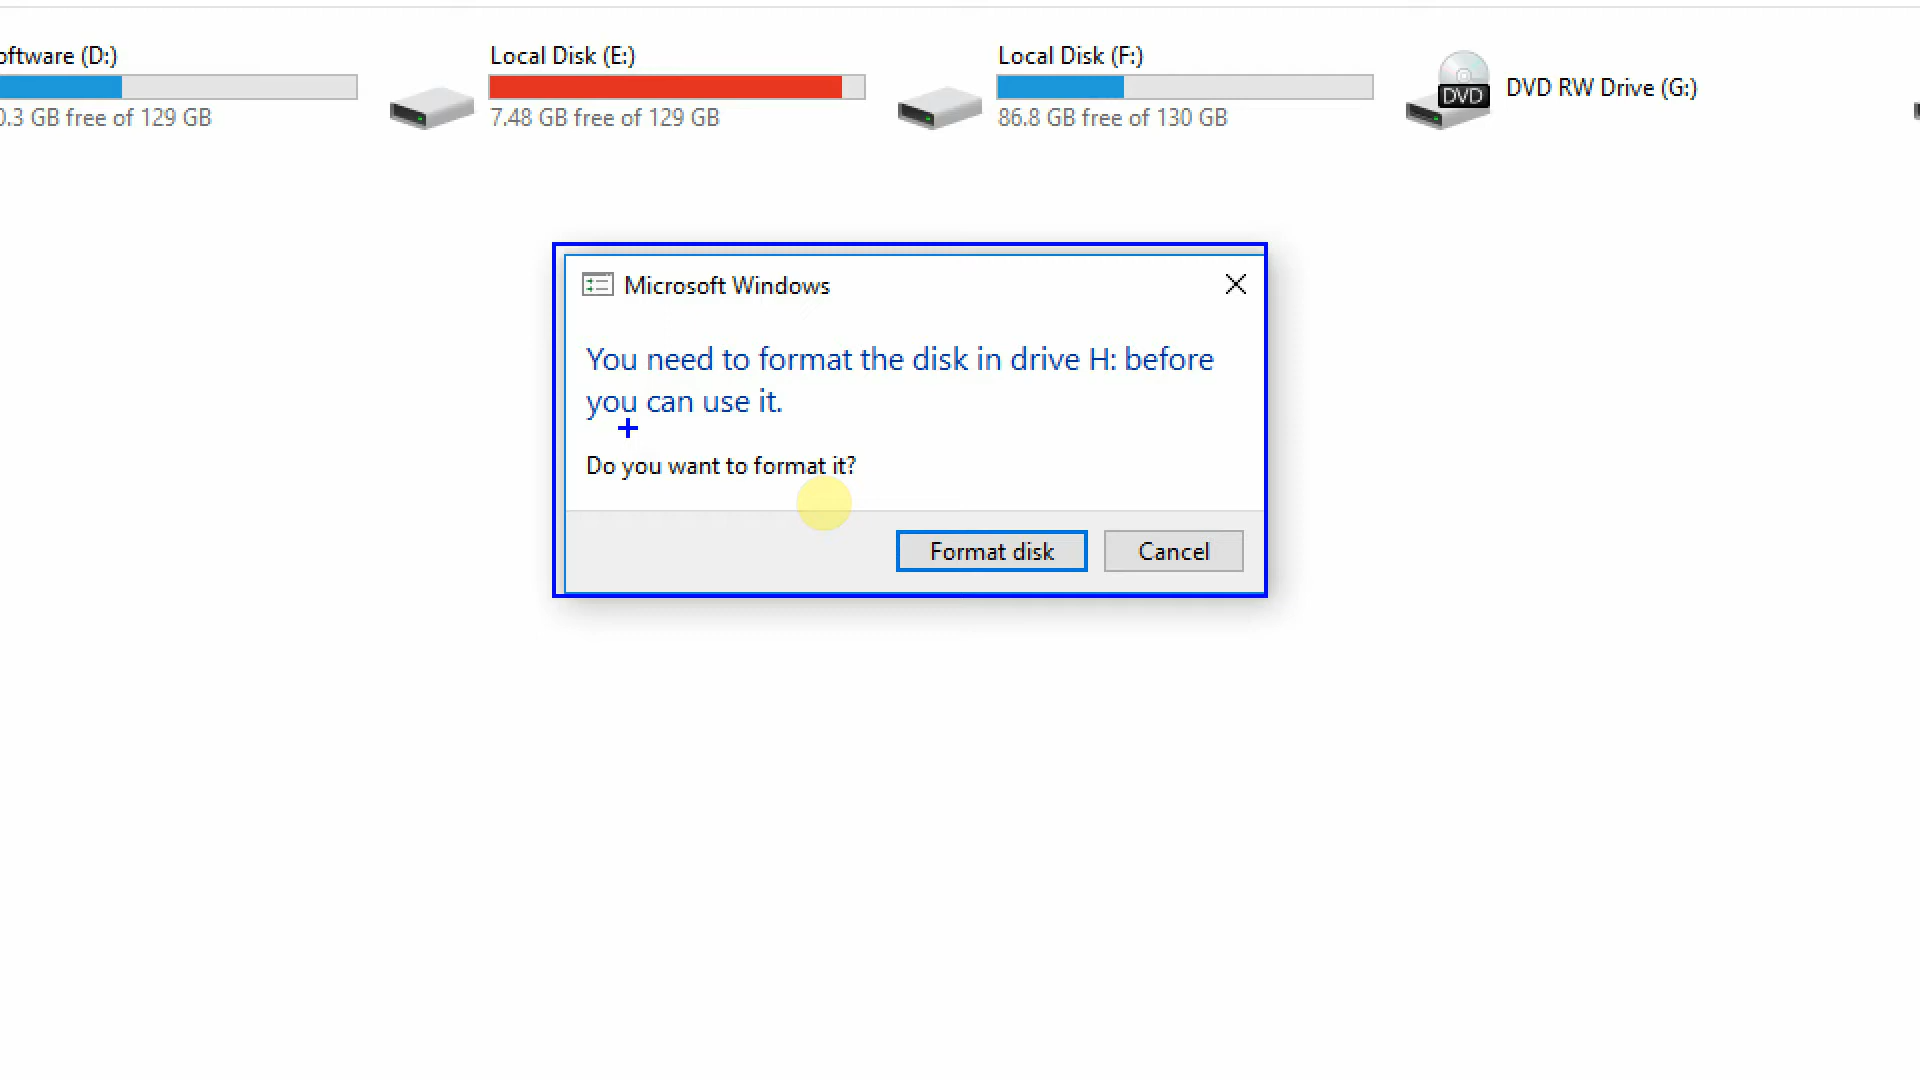 oftware (D:)
0.3 GB free of 129 GB
Local Disk (E:)
7.48 GB free of 129 GB
Local Disk (F:)
86.8 GB free of 130 GB
DVD
DVD RW Drive (G:)
Microsoft Windows
You need to format the disk in drive H: before
you can use it.
Do you want to format it?
Format disk
Cancel